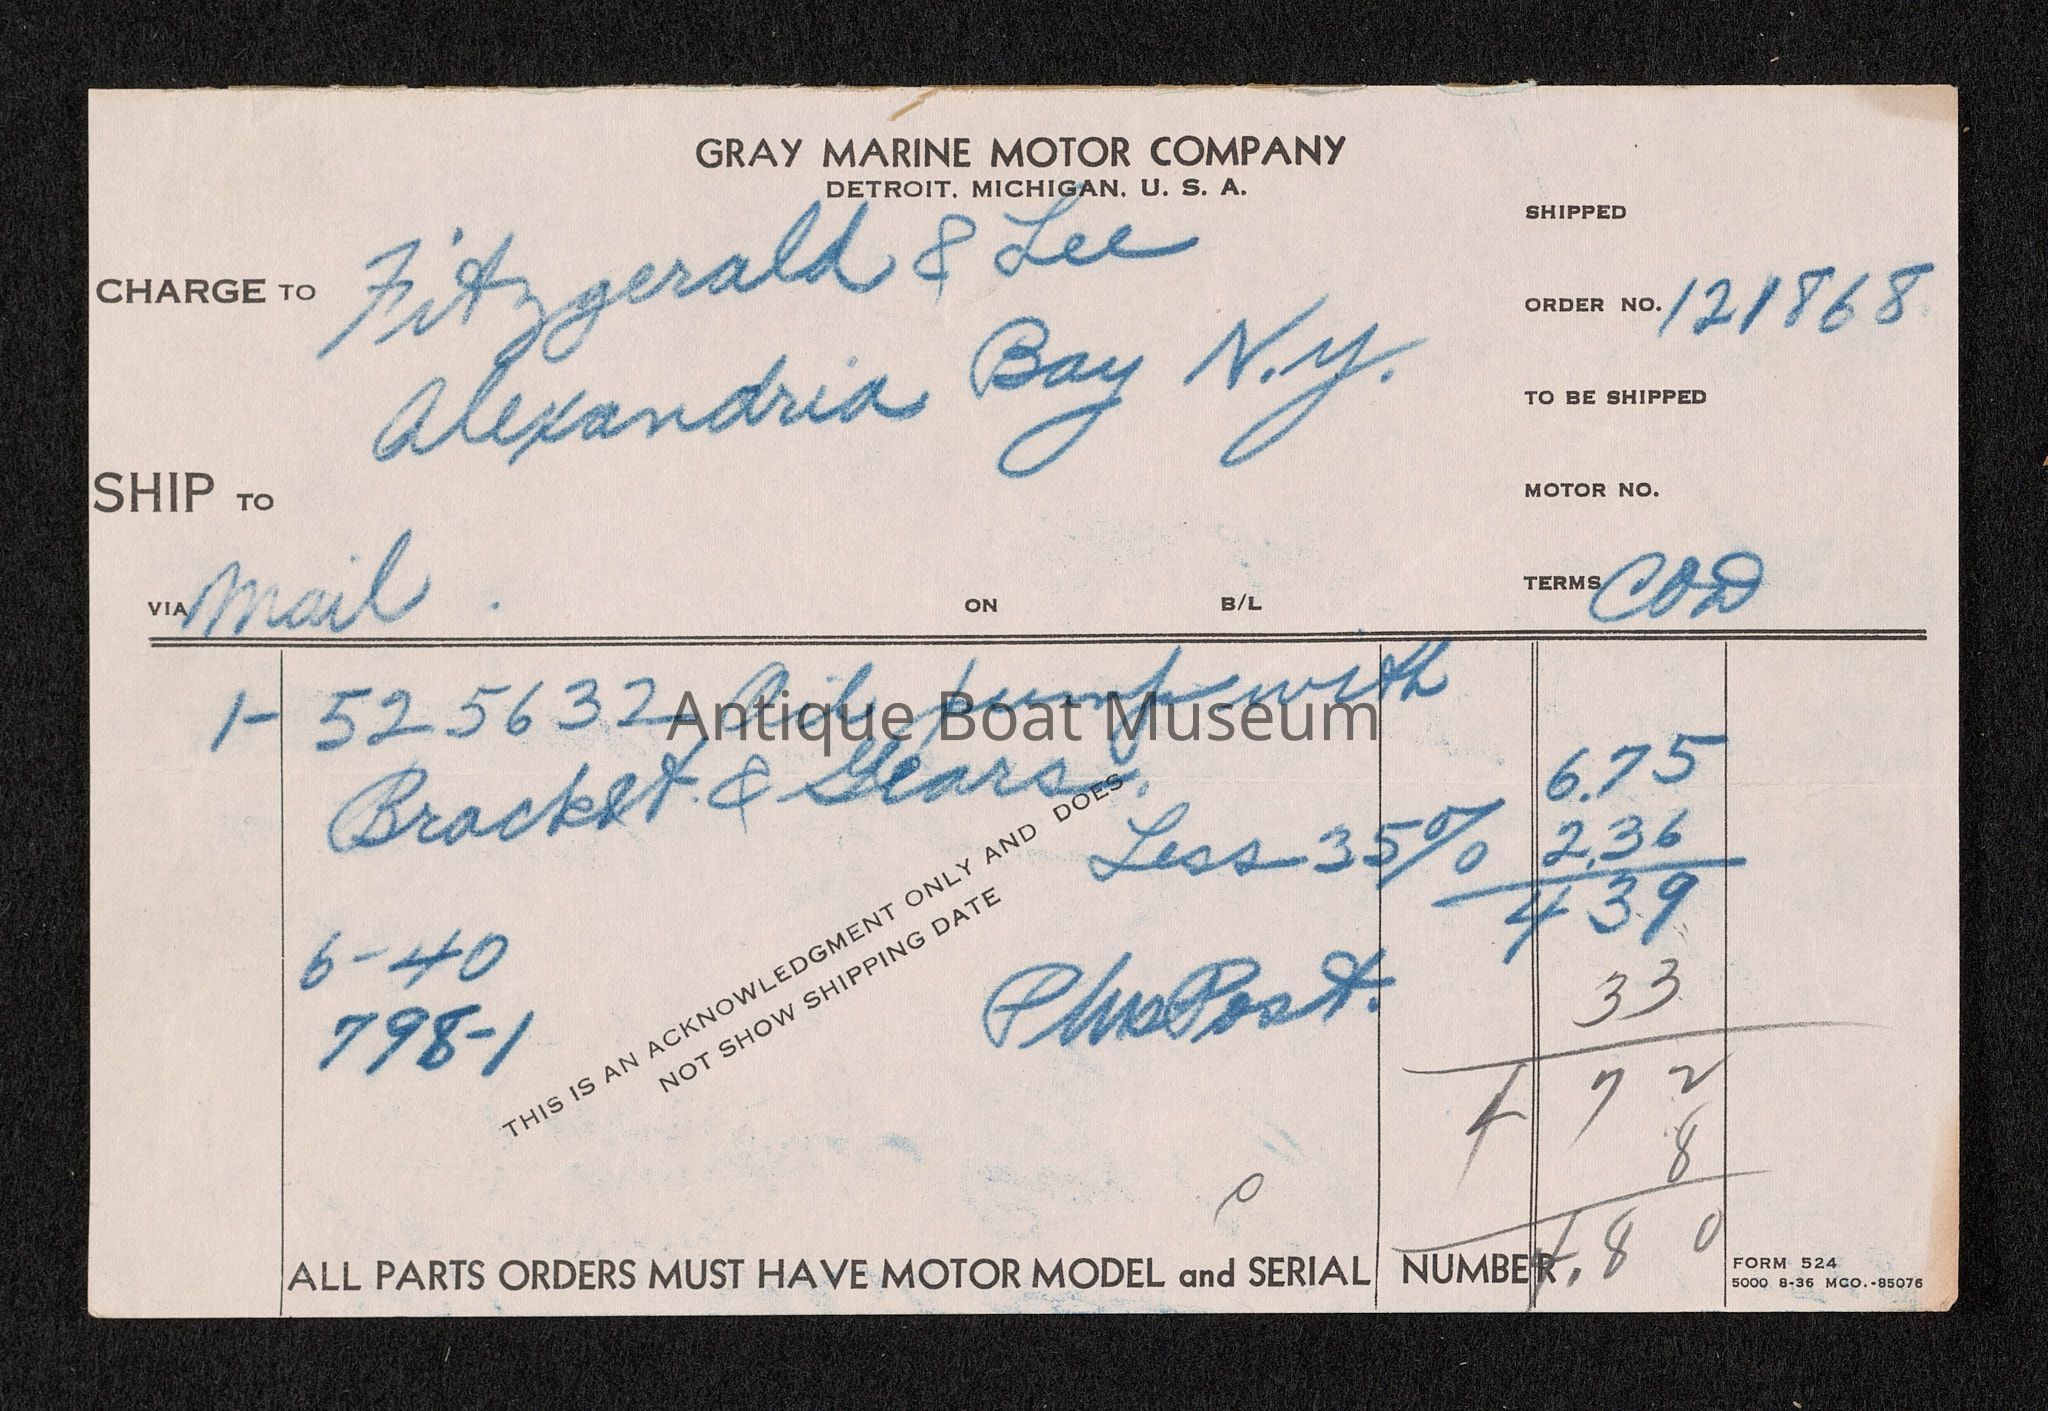 GRAY MARINE MOTOR COMPANY
DETROIT, MICHIGAN, U. S. A.
SHIPPED
CHARGE TO Fitzgerald & Lee
ORDER NO. 121868
Alexandria Bay N.Y.
TO BE SHIPPED
SHIP TO
MOTOR NO.
VIA Mail . ON B/L TERMS COD
1- 525632 Oil pump with
Antique Boat Museum
Bracket & Gears. 6.75
Less 35% 2.36
4 39
6-40
Plus Post. 33
798-1
THIS IS AN ACKNOWLEDGMENT ONLY AND DOES
NOT SHOW SHIPPING DATE
4 72
8
4.80
ALL PARTS ORDERS MUST HAVE MOTOR MODEL and SERIAL NUMBER.
FORM 524
5000 8-36 MCO.-85076